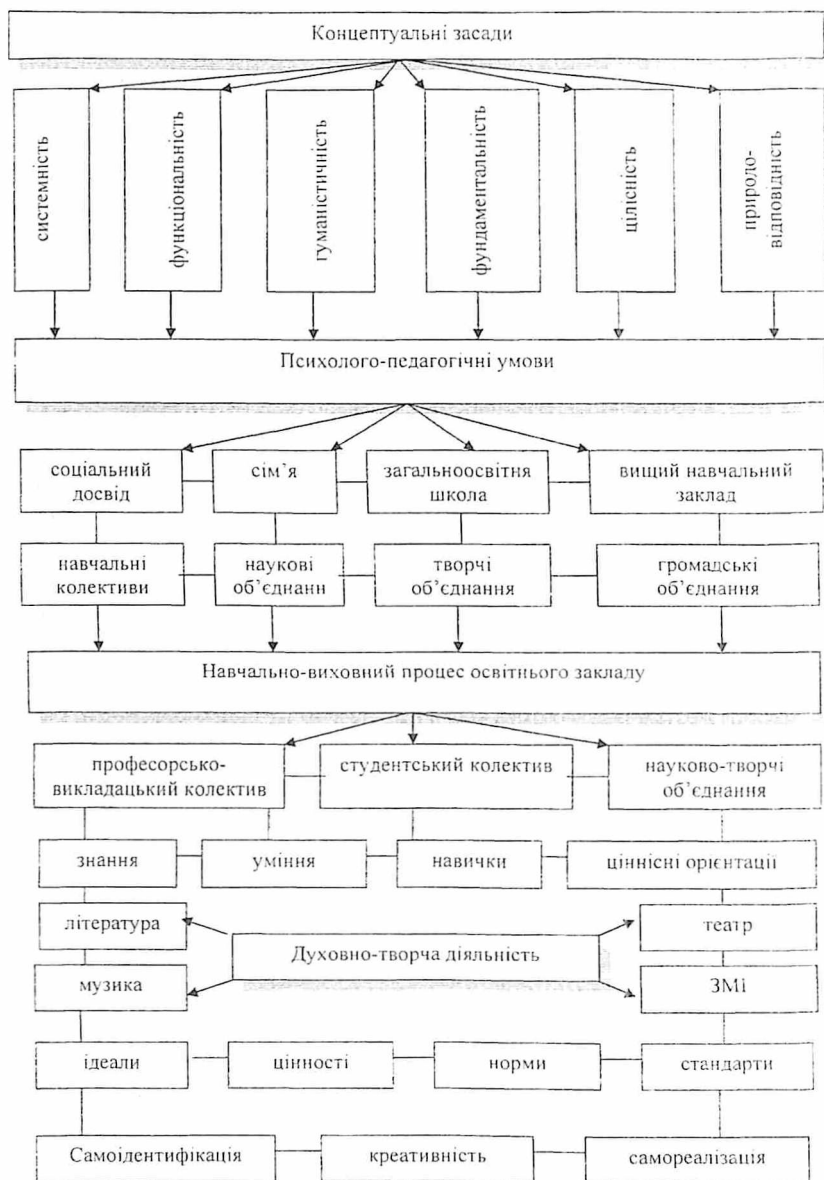 Концептуальні засади
системність
функціональність
гуманістичність
фундаментальність
цілісність
природо-
відповідність
Психолого-педагогічні умови
соціальний
досвід
сім’я
загальноосвітня
школа
вищий навчальний
заклад
навчальні
колективи
наукові
об’єднанн
творчі
об’єднання
громадські
об’єднання
Навчально-виховний процес освітнього закладу
професорсько-
викладацький колектив
студентський колектив
науково-творчі
об’єднання
знання
уміння
навички
ціннісні орієнтації
література
театр
Духовно-творча діяльність
музика
ЗМІ
ідеали
цінності
норми
стандарти
Самоідентифікація
креативність
самореалізація